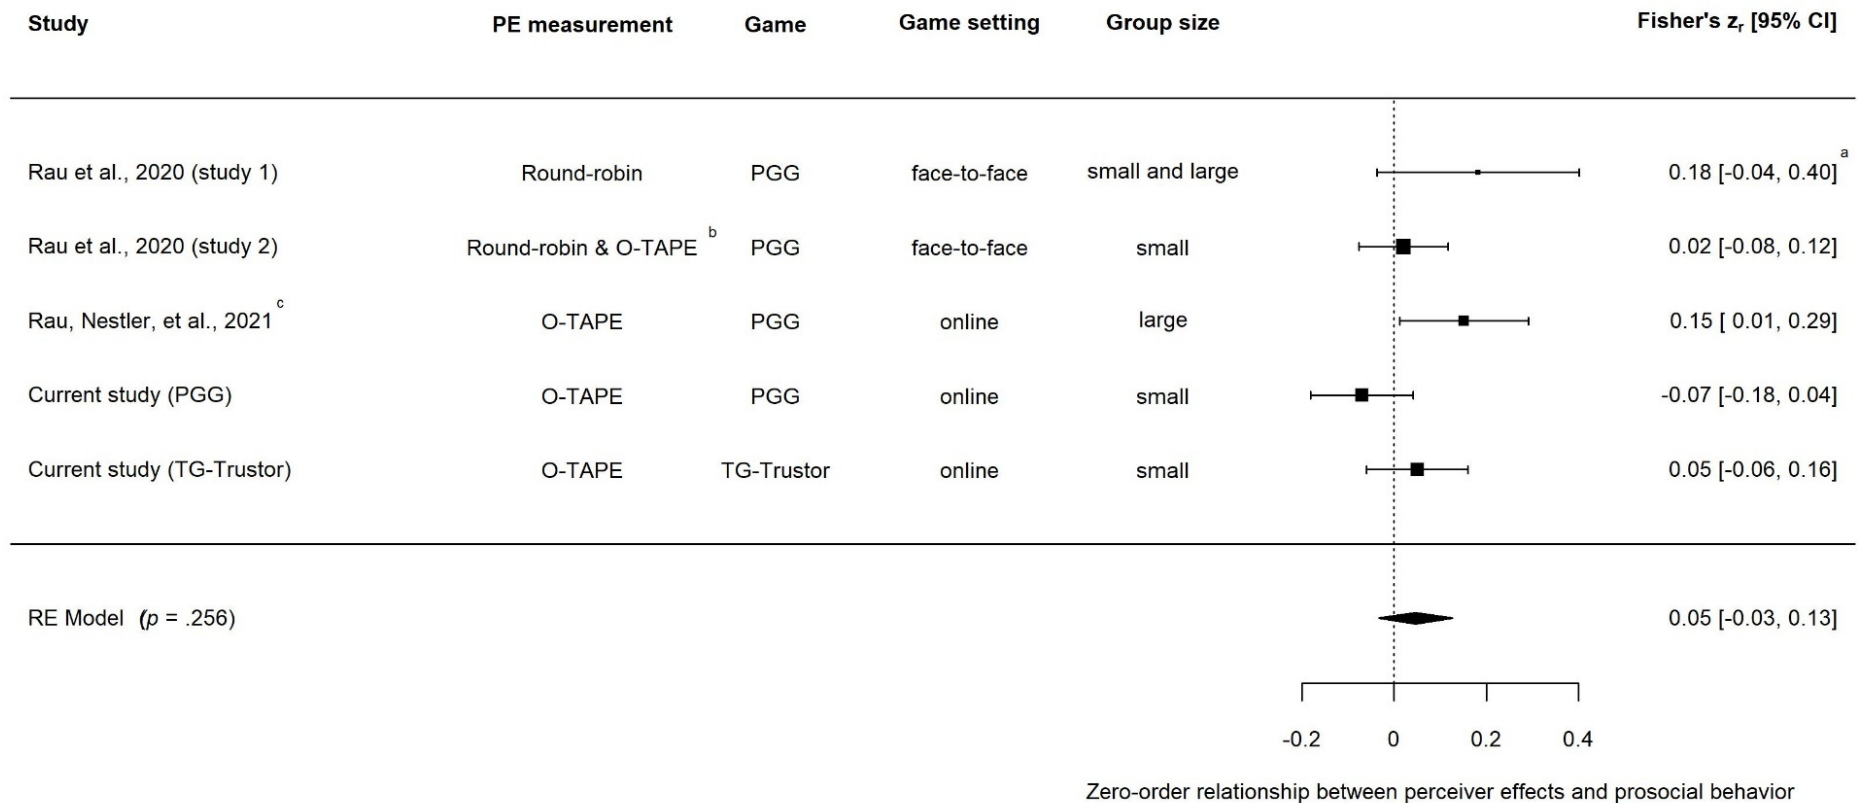 Study PE measurement Game Game setting Group size Fisher's zr [95% CI]
Rau et al., 2020 (study 1) Round-robin PGG face-to-face small and large 0.18 [-0.04, 0.40] a
Rau et al., 2020 (study 2) Round-robin & O-TAPE b PGG face-to-face small 0.02 [-0.08, 0.12]
Rau, Nestler, et al., 2021 c O-TAPE PGG online large 0.15 [ 0.01, 0.29]
Current study (PGG) O-TAPE PGG online small -0.07 [-0.18, 0.04]
Current study (TG-Trustor) O-TAPE TG-Trustor online small 0.05 [-0.06, 0.16]
RE Model (p = .256) 0.05 [-0.03, 0.13]
-0.2 0 0.2 0.4
Zero-order relationship between perceiver effects and prosocial behavior